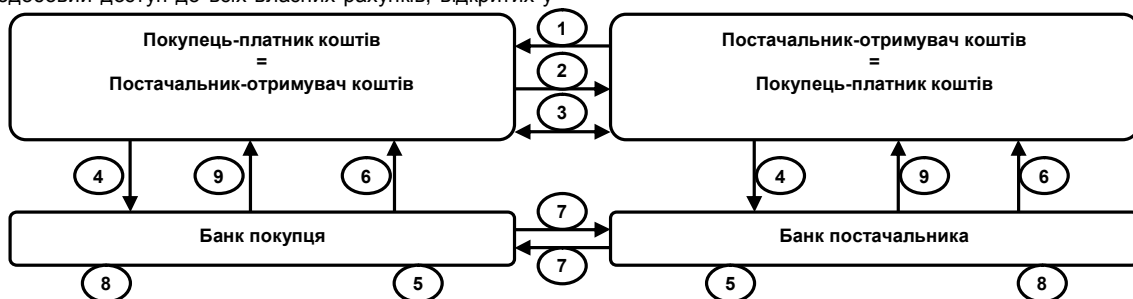 доступ до всіх власних рахунків, відкритих у
Покупець-платник коштів
=
Постачальник-отримувач коштів
1
2
3
Постачальник-отримувач коштів
=
Покупець-платник коштів
4
9
6
4
9
6
Банк покупця
7
7
Банк постачальника
8
5
5
8